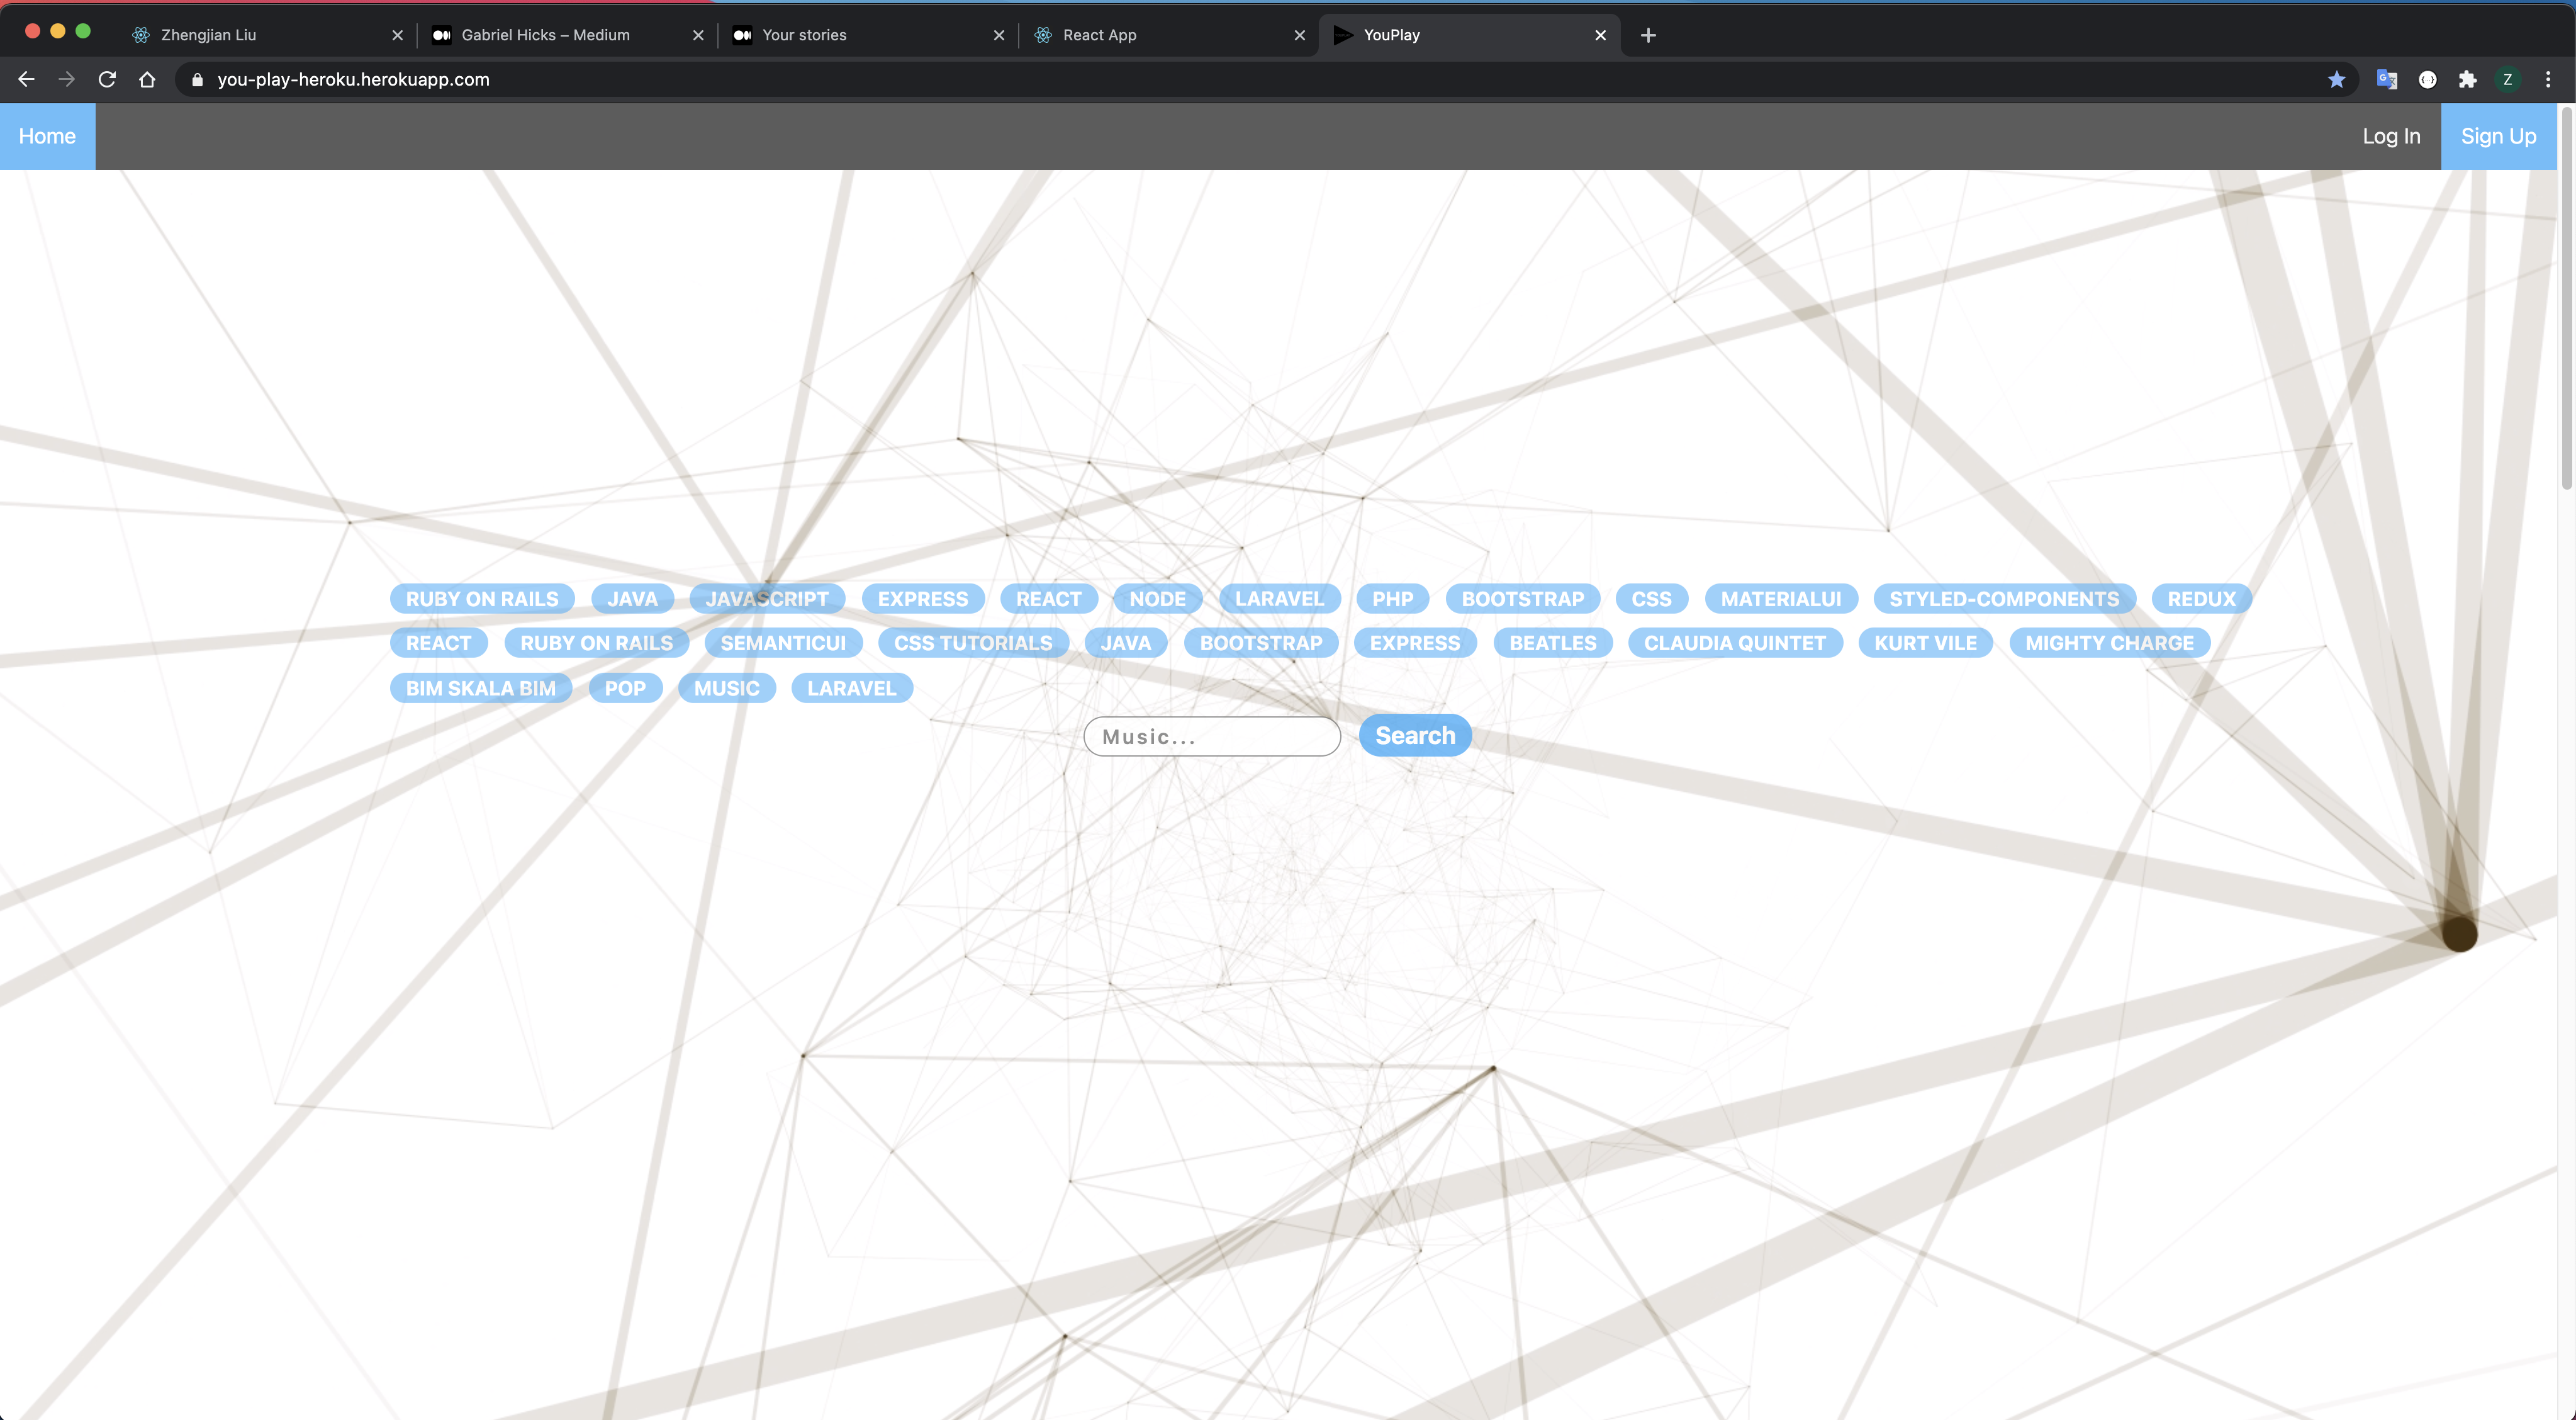 Zhengjian Liu Gabriel Hicks – Medium Your stories React App YouPlay
you-play-heroku.herokuapp.com Z
Home Log In Sign Up
RUBY ON RAILS JAVA JAVASCRIPT EXPRESS REACT NODE LARAVEL PHP BOOTSTRAP CSS MATERIALUI STYLED-COMPONENTS REDUX
REACT RUBY ON RAILS SEMANTICUI CSS TUTORIALS JAVA BOOTSTRAP EXPRESS BEATLES CLAUDIA QUINTET KURT VILE MIGHTY CHARGE
BIM SKALA BIM POP MUSIC LARAVEL
Music... Search